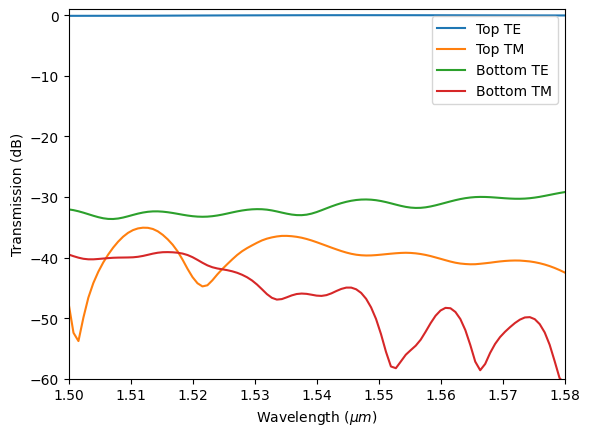 0
−10
−20
−30
−40
−50
−60
Transmission (dB)
Top TE
Top TM
Bottom TE
Bottom TM
1.50 1.51 1.52 1.53 1.54 1.55 1.56 1.57 1.58
Wavelength (μm)